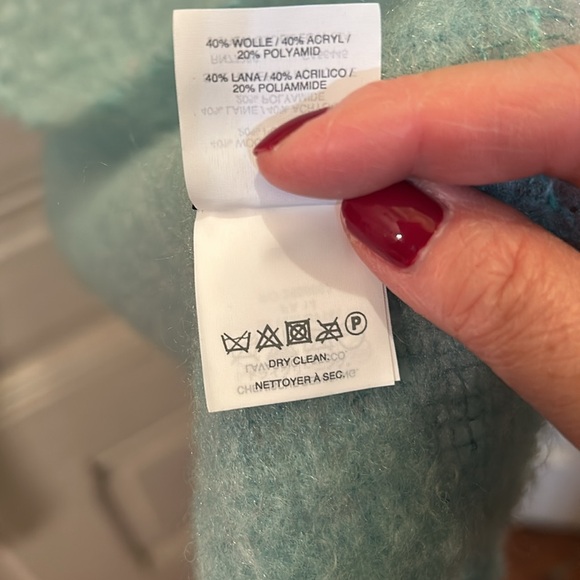 40% WOLLE / 40% ACRYL /
20% POLYAMID
40% LANA / 40% ACRILICO /
20% POLIAMMIDE
P
DRY CLEAN.
NETTOYER À SEC.